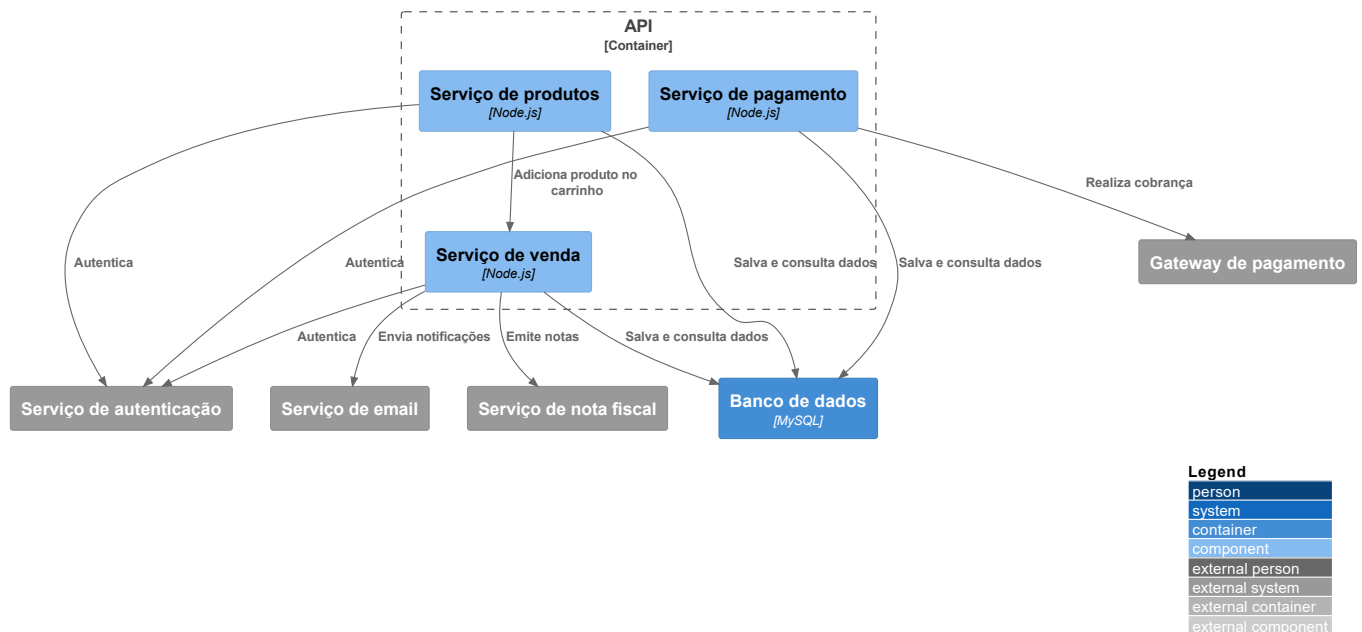 API
[Container]
Serviço de produtos
[Node.js]
Serviço de pagamento
[Node.js]
Adiciona produto no
carrinho
Realiza cobrança
Serviço de venda
[Node.js]
Autentica
Autentica
Salva e consulta dados
Salva e consulta dados
Gateway de pagamento
Autentica
Envia notificações
Emite notas
Salva e consulta dados
Serviço de autenticação
Serviço de email
Serviço de nota fiscal
Banco de dados
[MySQL]
Legend
person
system
container
component
external person
external system
external container
external component